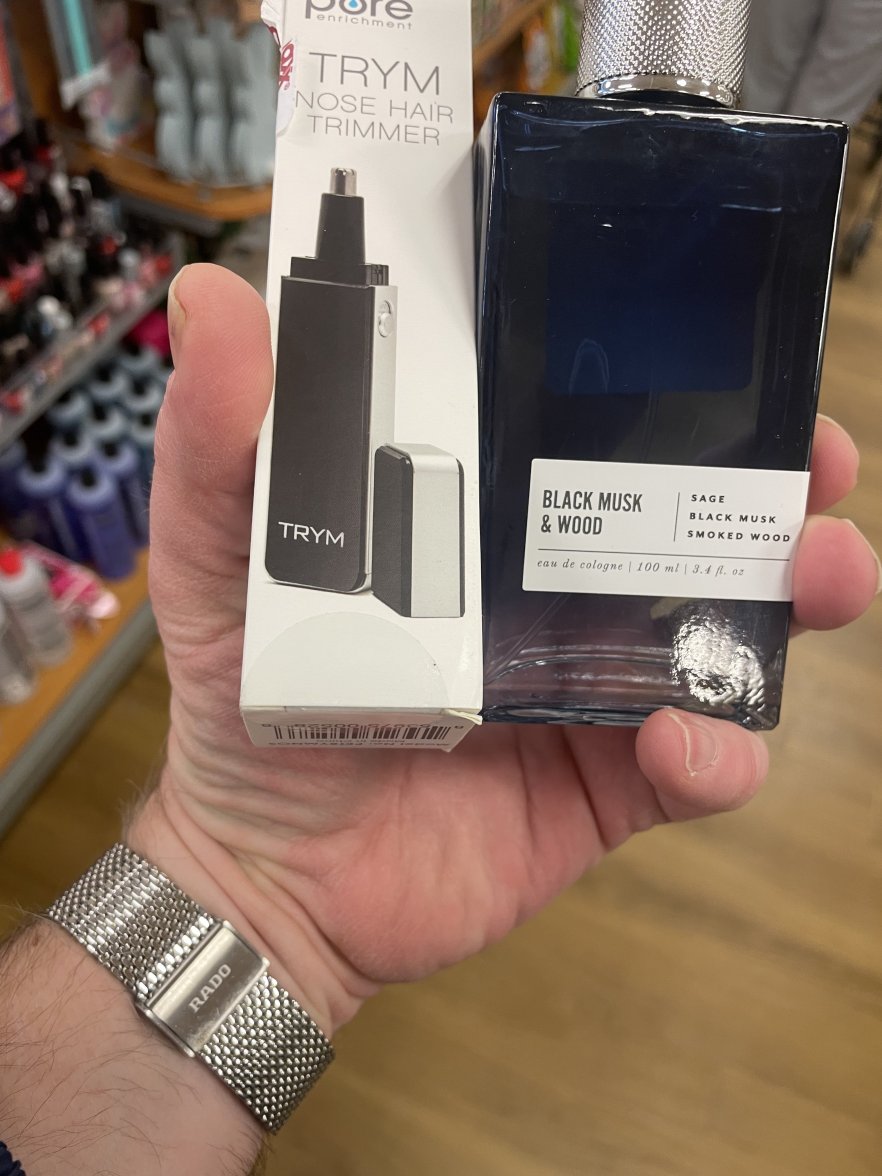 pure
enrichment
TRYM
NOSE HAIR
TRIMMER
TRYM
BLACK MUSK
& WOOD
SAGE
BLACK MUSK
SMOKED WOOD
eau de cologne | 100 ml | 3.4 fl. oz
RADO